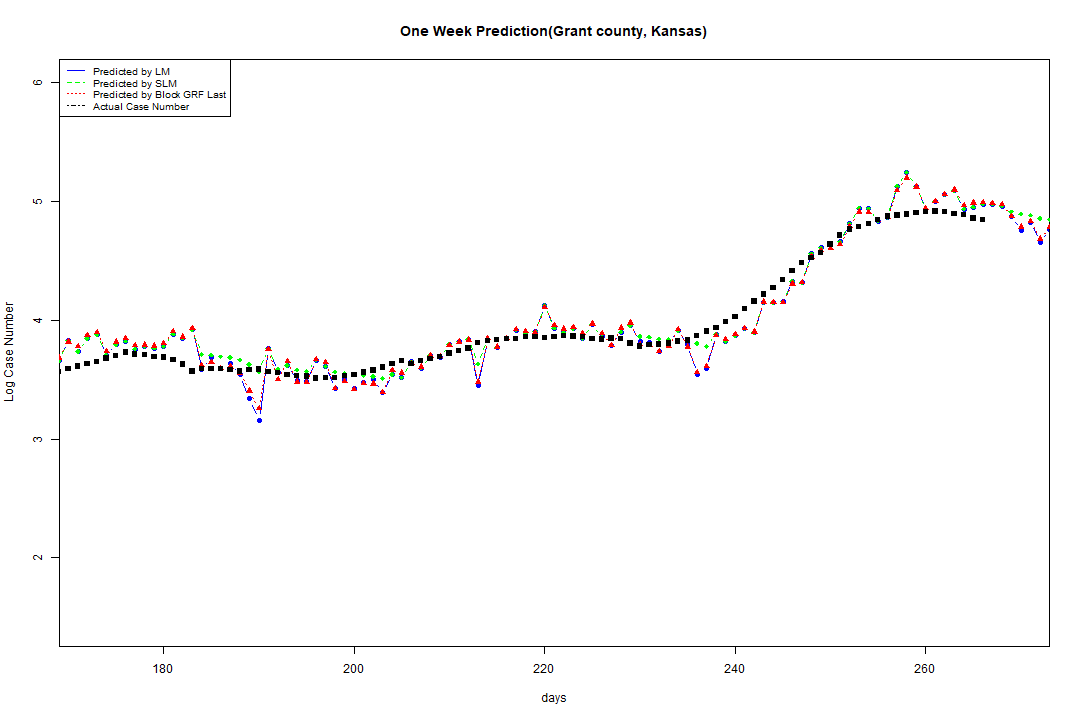 One Week Prediction(Grant county, Kansas)
Predicted by LM
Predicted by SLM
Predicted by Block GRF Last
Actual Case Number
6
5
4
3
2
Log Case Number
180 200 220 240 260
days